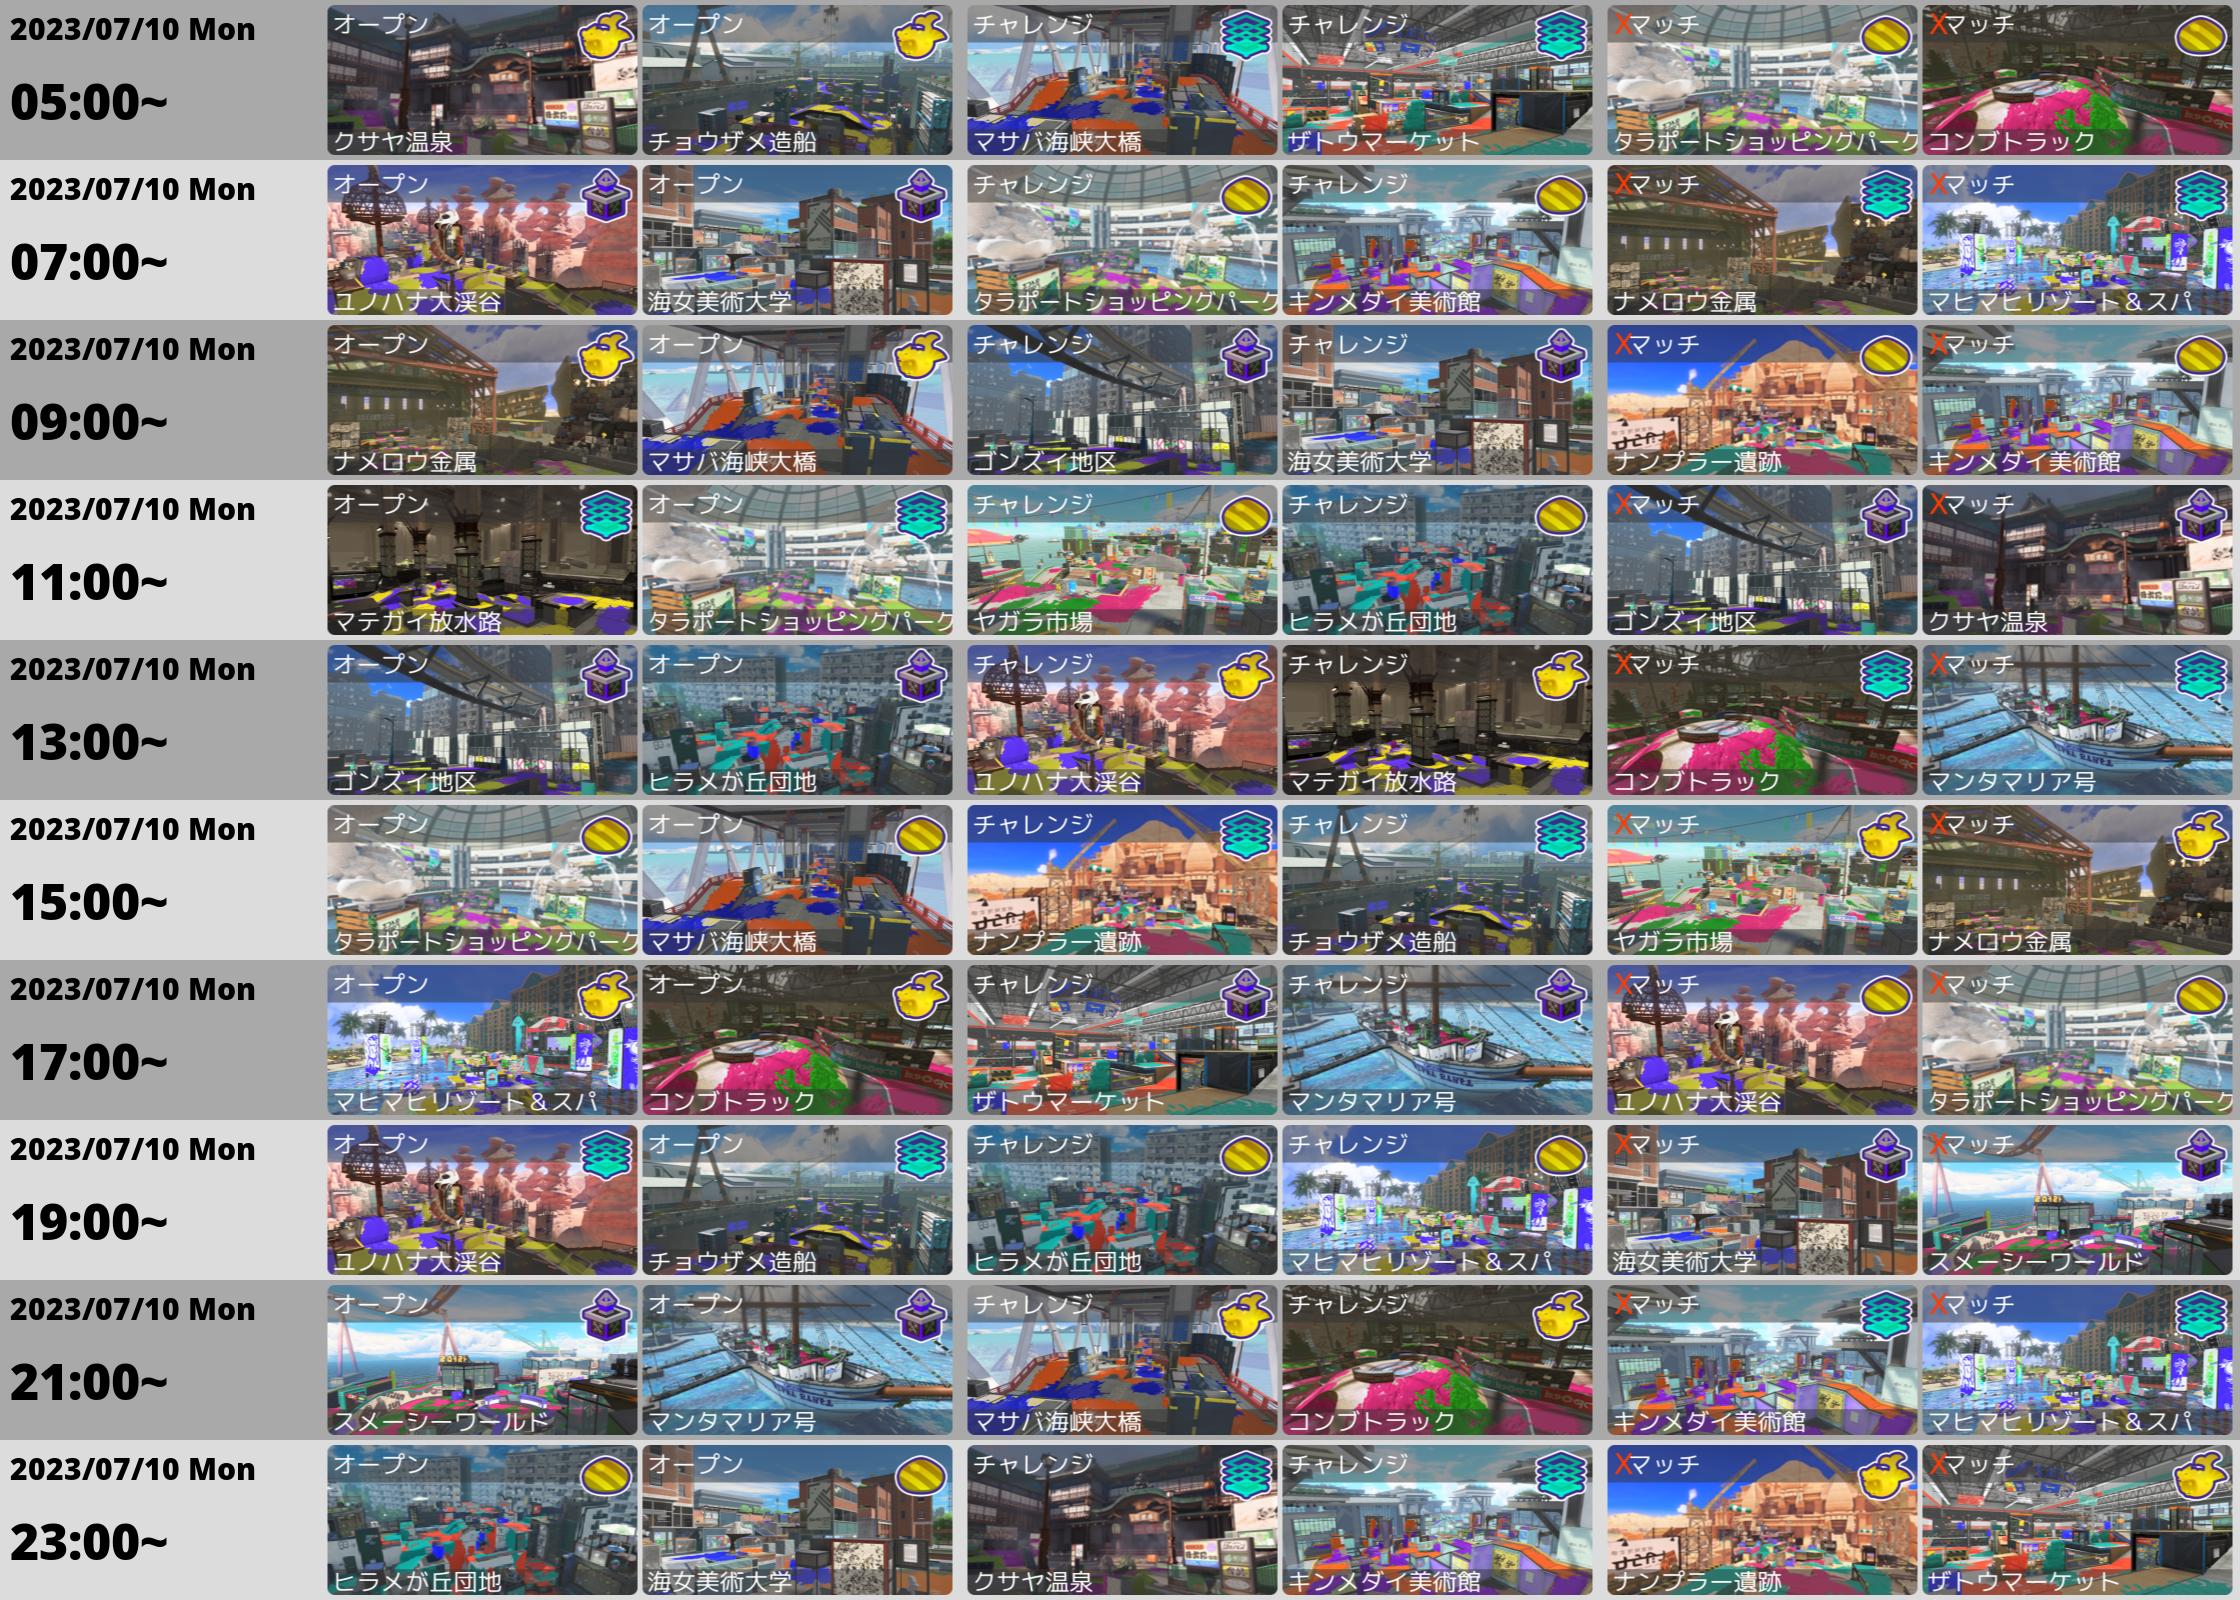 2023/07/10 Mon
05:00~
オープン オープン チャレンジ チャレンジ Xマッチ Xマッチ
クサヤ温泉 チョウザメ造船 マサバ海峡大橋 ザトウマーケット タラポートショッピングパーク コンブトラック
2023/07/10 Mon
07:00~
オープン オープン チャレンジ チャレンジ Xマッチ Xマッチ
ユノハナ大渓谷 海女美術大学 タラポートショッピングパーク キンメダイ美術館 ナメロウ金属 マヒマヒリゾート＆スパ
2023/07/10 Mon
09:00~
オープン オープン チャレンジ チャレンジ Xマッチ Xマッチ
ナメロウ金属 マサバ海峡大橋 ゴンズイ地区 海女美術大学 ナンプラー遺跡 キンメダイ美術館
2023/07/10 Mon
11:00~
オープン オープン チャレンジ チャレンジ Xマッチ Xマッチ
マテガイ放水路 タラポートショッピングパーク ヤガラ市場 ヒラメが丘団地 ゴンズイ地区 クサヤ温泉
2023/07/10 Mon
13:00~
オープン オープン チャレンジ チャレンジ Xマッチ Xマッチ
ゴンズイ地区 ヒラメが丘団地 ユノハナ大渓谷 マテガイ放水路 コンブトラック マンタマリア号
2023/07/10 Mon
15:00~
オープン オープン チャレンジ チャレンジ Xマッチ Xマッチ
タラポートショッピングパーク マサバ海峡大橋 ナンプラー遺跡 チョウザメ造船 ヤガラ市場 ナメロウ金属
2023/07/10 Mon
17:00~
オープン オープン チャレンジ チャレンジ Xマッチ Xマッチ
マヒマヒリゾート＆スパ コンブトラック ザトウマーケット マンタマリア号 ユノハナ大渓谷 タラポートショッピングパーク
2023/07/10 Mon
19:00~
オープン オープン チャレンジ チャレンジ Xマッチ Xマッチ
ユノハナ大渓谷 チョウザメ造船 ヒラメが丘団地 マヒマヒリゾート＆スパ 海女美術大学 スメーシーワールド
2023/07/10 Mon
21:00~
オープン オープン チャレンジ チャレンジ Xマッチ Xマッチ
スメーシーワールド マンタマリア号 マサバ海峡大橋 コンブトラック キンメダイ美術館 マヒマヒリゾート＆スパ
2023/07/10 Mon
23:00~
オープン オープン チャレンジ チャレンジ Xマッチ Xマッチ
ヒラメが丘団地 海女美術大学 クサヤ温泉 キンメダイ美術館 ナンプラー遺跡 ザトウマーケット